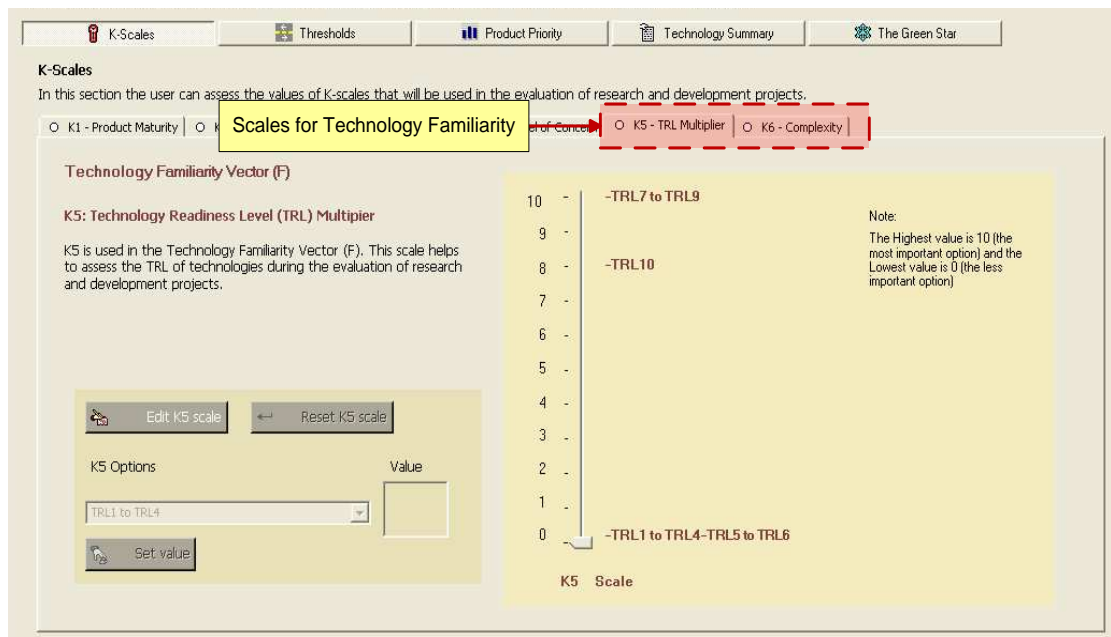 K-Scales
Thresholds
Product Priority
Technology Summary
The Green Star
K-Scales
In this section the user can assess the values of K-scales that will be used in the evaluation of research and development projects.
K1 - Product Maturity
Scales for Technology Familiarity
K5 - TRL Multiplier
K6 - Complexity
Technology Familiarity Vector (F)
K5: Technology Readiness Level (TRL) Multipier
K5 is used in the Technology Familiarity Vector (F). This scale helps
to assess the TRL of technologies during the evaluation of research
and development projects.
Edit K5 scale
Reset K5 scale
K5 Options
Value
TRL1 to TRL4
Set value
10 - -TRL7 to TRL9
9 -
8 - -TRL10
7 -
6 -
5 -
4 -
3 -
2 -
1 -
0 - -TRL1 to TRL4-TRL5 to TRL6
K5 Scale
Note:
The Highest value is 10 (the
most important option) and the
Lowest value is 0 (the less
important option)